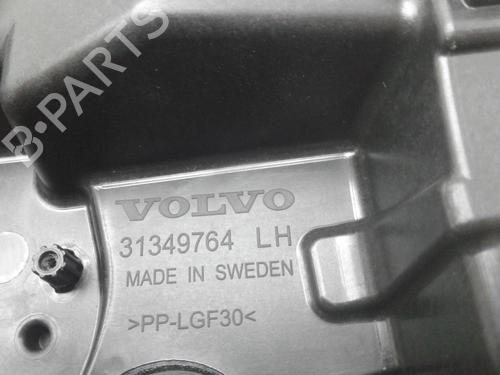 B-PARTS
VOLVO
31349764 LH
MADE IN SWEDEN
>PP-LGF30<